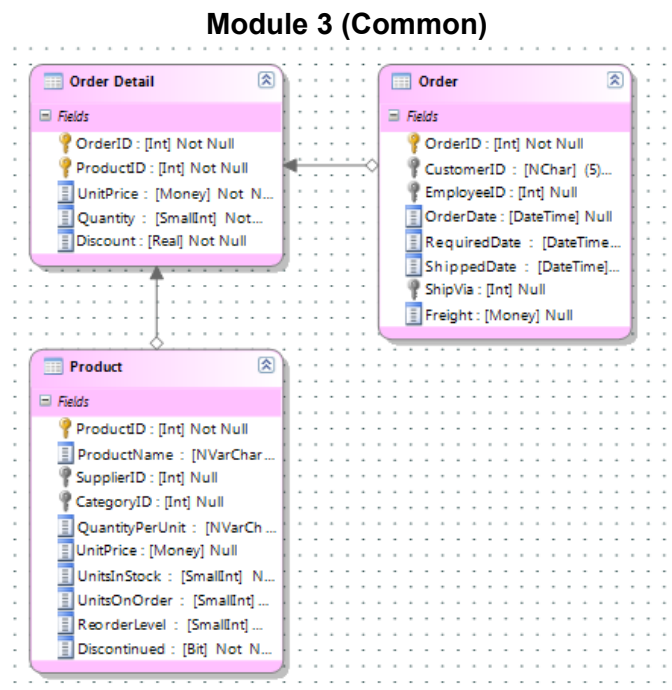 Module 3 (Common)
Order Detail
Fields
OrderID : [Int] Not Null
ProductID : [Int] Not Null
UnitPrice : [Money] Not N...
Quantity : [SmallInt] Not...
Discount : [Real] Not Null
Order
Fields
OrderID : [Int] Not Null
CustomerID : [NChar] (5)...
EmployeeID : [Int] Null
OrderDate : [DateTime] Null
RequiredDate : [DateTime...
ShippedDate : [DateTime]...
ShipVia : [Int] Null
Freight : [Money] Null
Product
Fields
ProductID : [Int] Not Null
ProductName : [NVarChar...
SupplierID : [Int] Null
CategoryID : [Int] Null
QuantityPerUnit : [NVarCh...
UnitPrice : [Money] Null
UnitsInStock : [SmallInt] N...
UnitsOnOrder : [SmallInt] ...
ReorderLevel : [SmallInt] ...
Discontinued : [Bit] Not N...